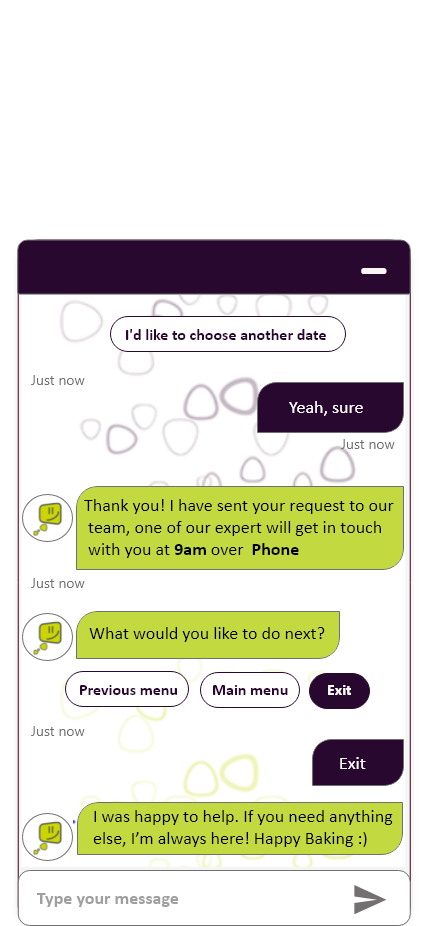 I'd like to choose another date
Just now
Yeah, sure
Just now
Thank you! I have sent your request to our
team, one of our expert will get in touch
with you at 9am over Phone
Just now
What would you like to do next?
Previous menu Main menu Exit
Just now
Exit
I was happy to help. If you need anything
else, I’m always here! Happy Baking :)
Type your message